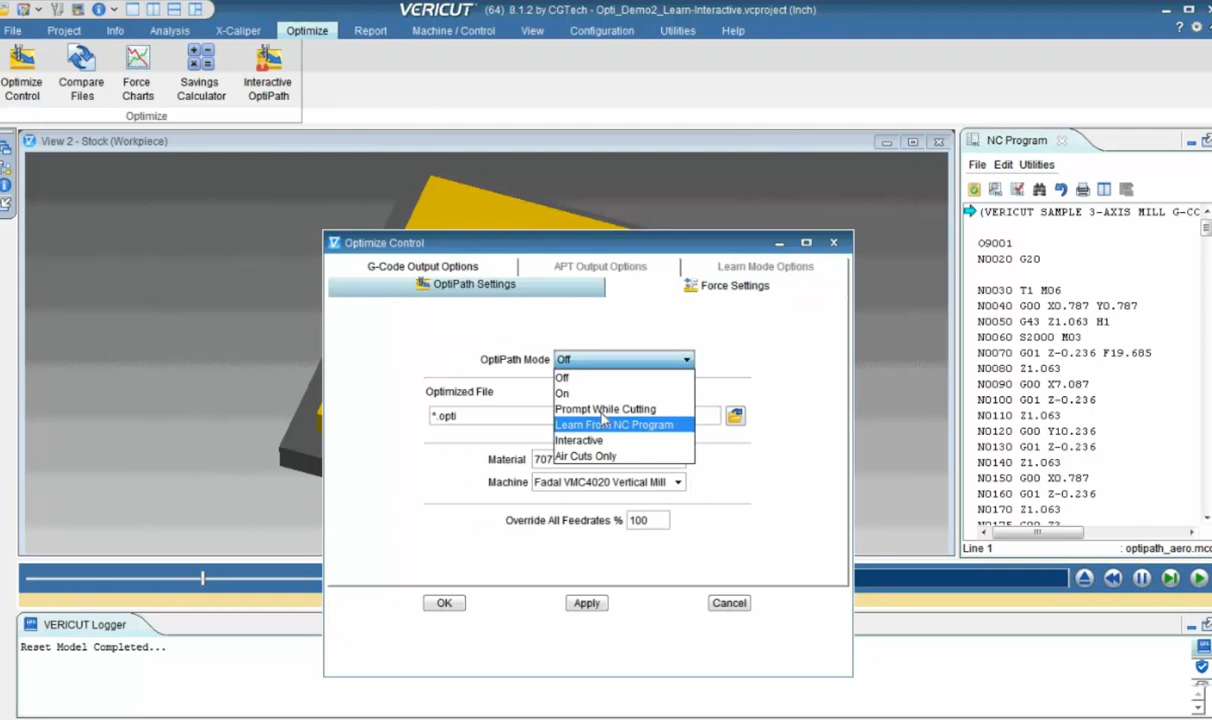 VERICUT (64) 8.1.2 by CGTech - Opti_Demo2_Learn-Interactive.vcproject (Inch)
File Project Info Analysis X-Caliper Optimize Report Machine / Control View Configuration Utilities Help
Optimize Control
Compare Files
Force Charts
Savings Calculator
Interactive OptiPath
Optimize
View 2 - Stock (Workpiece)
Optimize Control
G-Code Output Options
APT Output Options
Learn Mode Options
OptiPath Settings
Force Settings
OptiPath Mode Off
Off
On
Prompt While Cutting
Learn From NC Program
Interactive
Air Cuts Only
Optimized File
*.opti
Material 707
Machine Fadal VMC4020 Vertical Mill
Override All Feedrates % 100
OK Apply Cancel
NC Program
File Edit Utilities
(VERICUT SAMPLE 3-AXIS MILL G-CC
O9001
N0020 G20
N0030 T1 M06
N0040 G00 X0.787 Y0.787
N0050 G43 Z1.063 H1
N0060 S2000 M03
N0070 G01 Z-0.236 F19.685
N0080 Z1.063
N0090 G00 X7.087
N0100 G01 Z-0.236
N0110 Z1.063
N0120 G00 Y10.236
N0130 G01 Z-0.236
N0140 Z1.063
N0150 G00 X0.787
N0160 G01 Z-0.236
N0170 Z1.063
N0175 G00 Z3
Line 1 : optipath_aero.mcd
VERICUT Logger
Reset Model Completed...